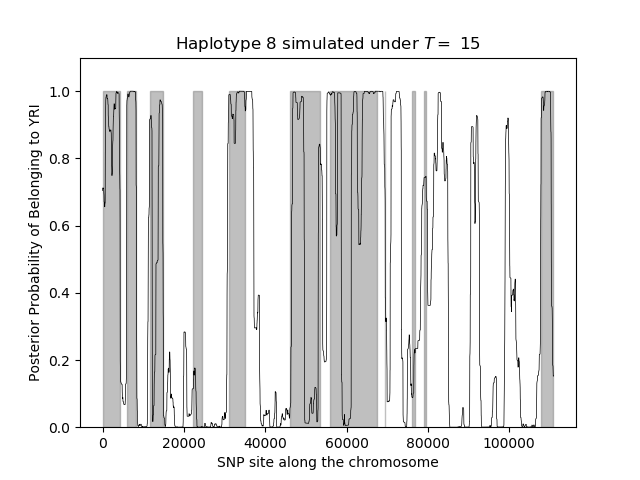 Haplotype 8 simulated under T = 15
Posterior Probability of Belonging to YRI
1.0
0.8
0.6
0.4
0.2
0.0
0 20000 40000 60000 80000 100000
SNP site along the chromosome